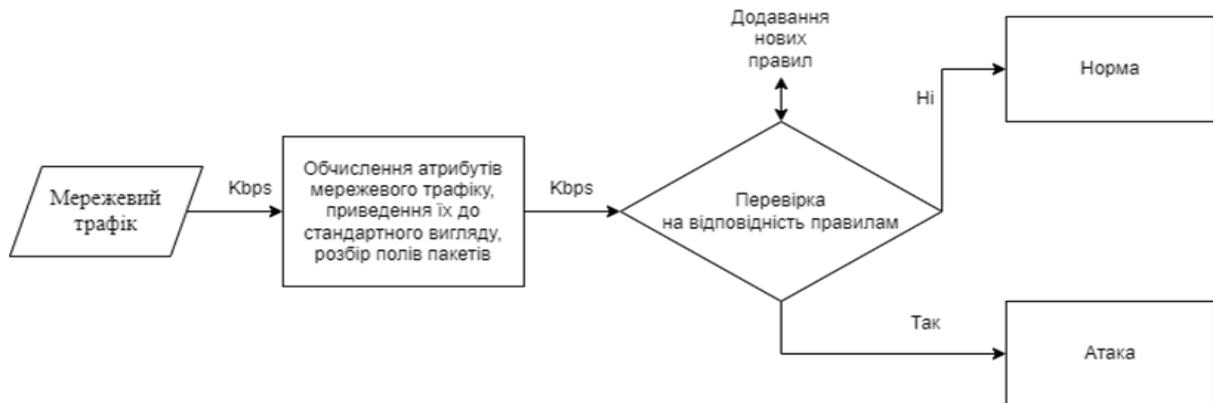 Мережевий
трафік
Kbps
Обчислення атрибутів
мережевого трафіку,
приведення їх до
стандартного вигляду,
розбір полів пакетів
Kbps
Додавання
нових
правил
Перевірка
на відповідність правилам
Ні
Норма
Так
Атака